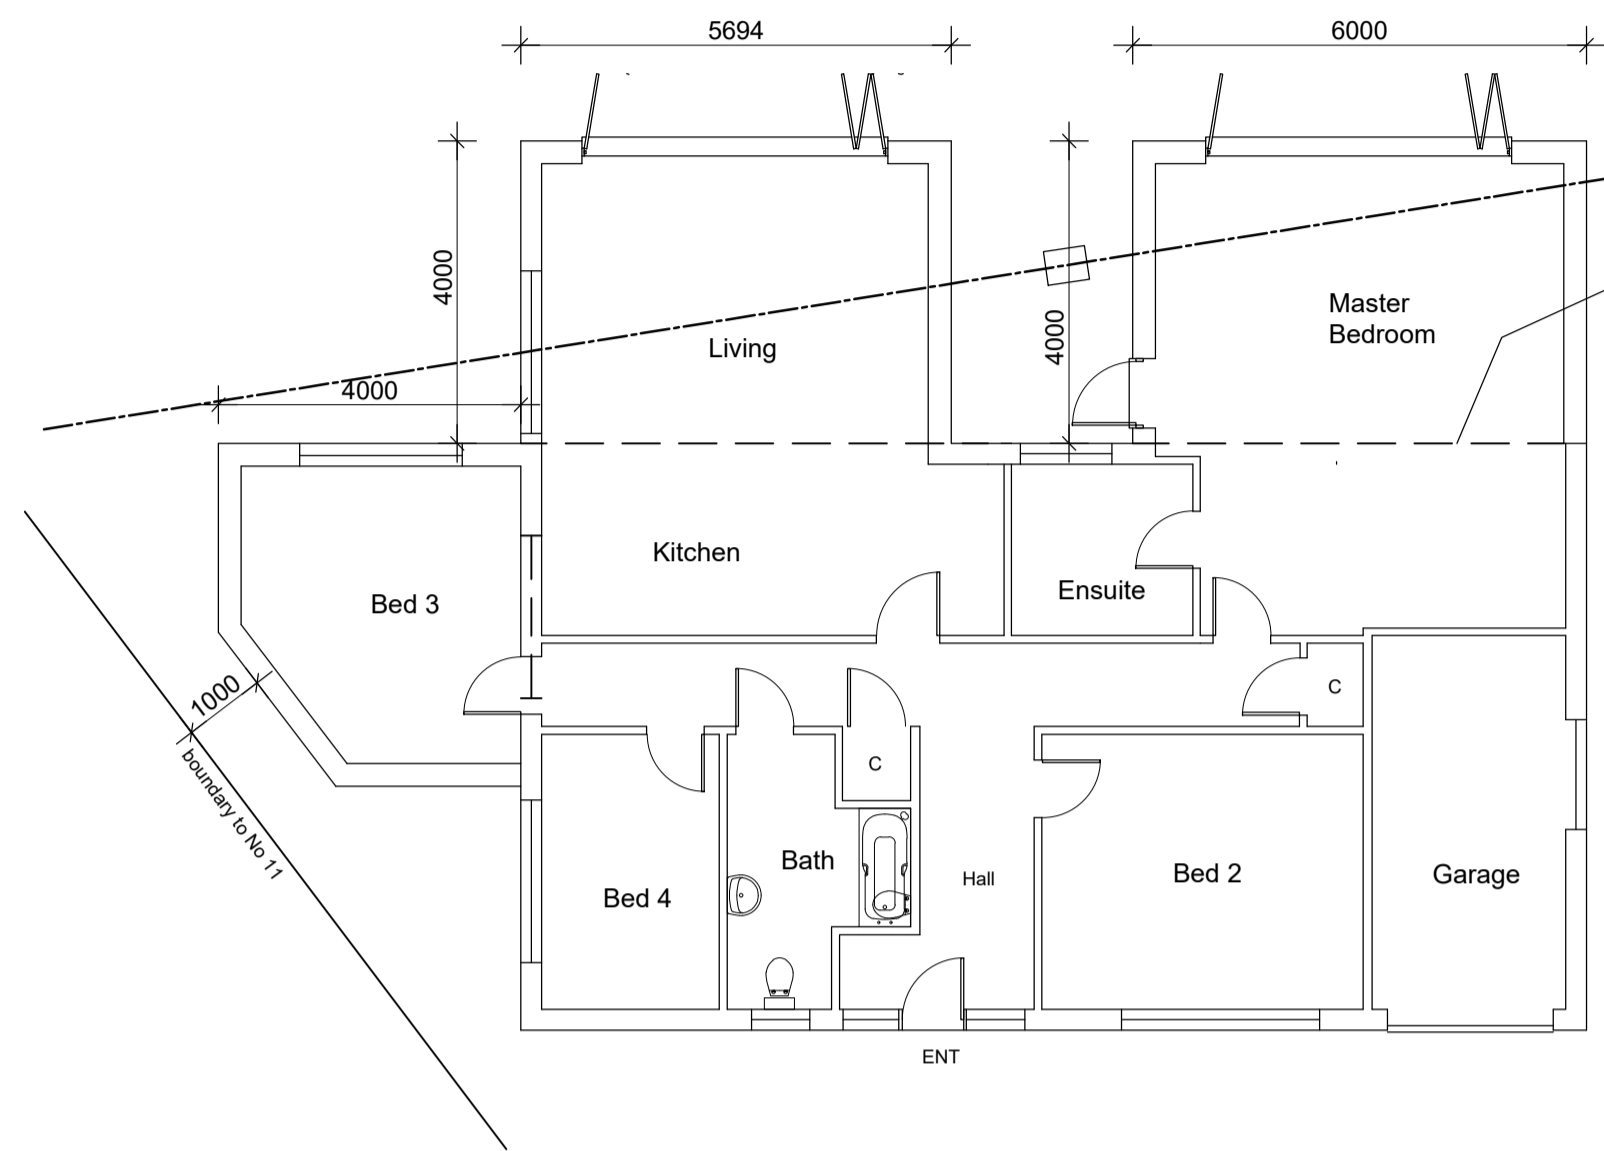 5694
6000
4000
4000
4000
Master
Bedroom
Living
Kitchen
Ensuite
Bed 3
C
1000
boundary to No 11
C
Bath
Hall
Bed 2
Garage
Bed 4
ENT